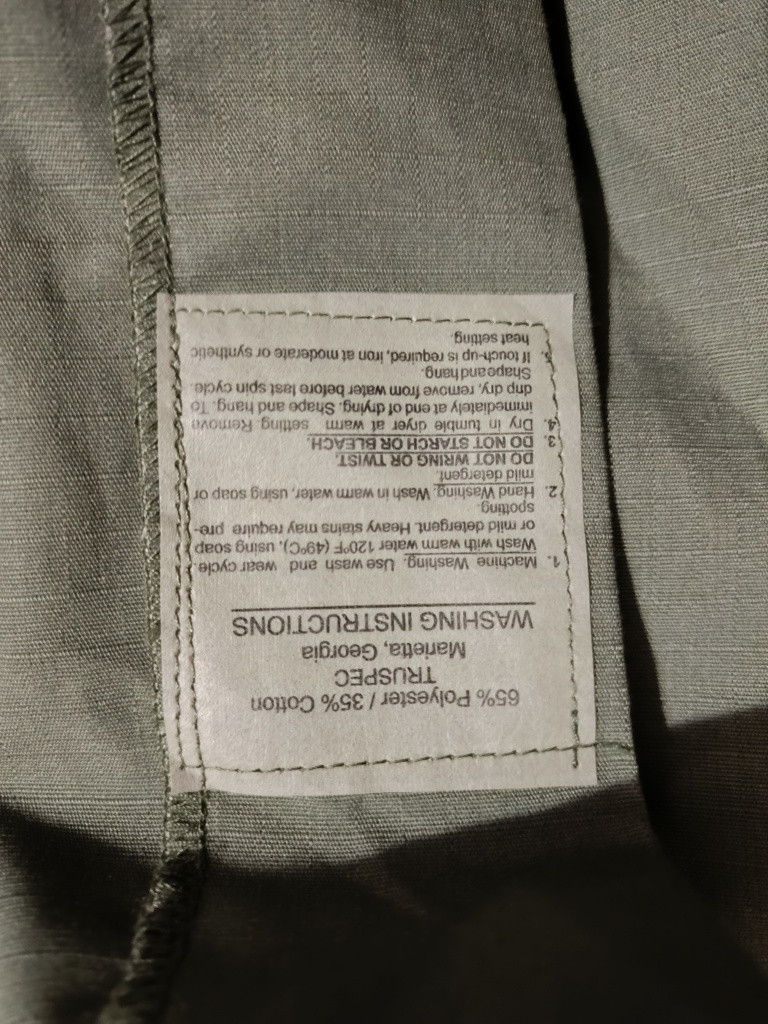 65% Polyester / 35% Cotton
TRUSPEC
Marietta, Georgia
WASHING INSTRUCTIONS
1. Machine Washing. Use wash and wear cycle.
Wash with warm water 120ºF (49ºC), using soap
or mild detergent. Heavy stains may require pre-
spotting.
2. Hand Washing. Wash in warm water, using soap or
mild detergent.
DO NOT WRING OR TWIST.
3. DO NOT STARCH OR BLEACH.
4. Dry in tumble dryer at warm setting. Remove
immediately at end of drying. Shape and hang. To
drip dry, remove from water before last spin cycle.
Shape and hang.
5. If touch-up is required, iron at moderate or synthetic
heat setting.